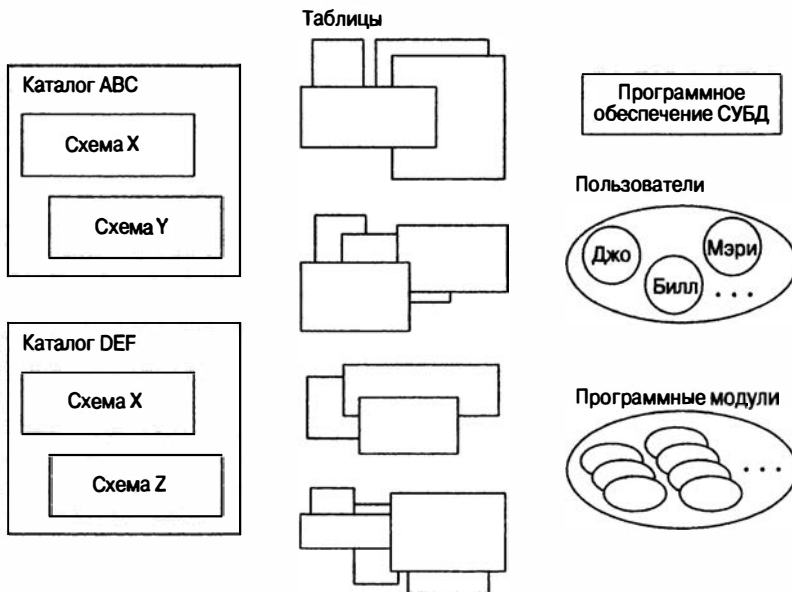 Таблицы
Каталог ABC
Схема X
Схема Y
Каталог DEF
Схема X
Схема Z
Программное
обеспечение СУБД
Пользователи
Джо
Билл
Мэри
. . .
Программные модули
. . .